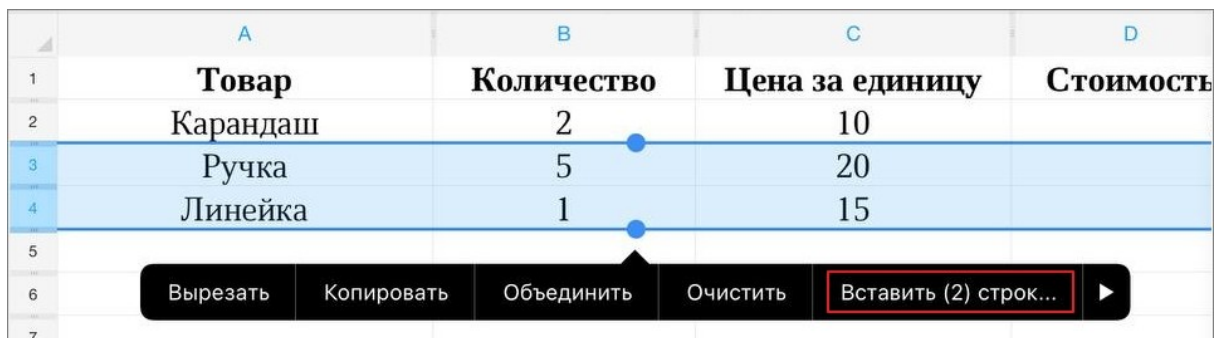 A B C D
1 Товар Количество Цена за единицу Стоимость
2 Карандаш 2 10
3 Ручка 5 20
4 Линейка 1 15
5
6 Вырезать Копировать Объединить Очистить Вставить (2) строк... ▶
7